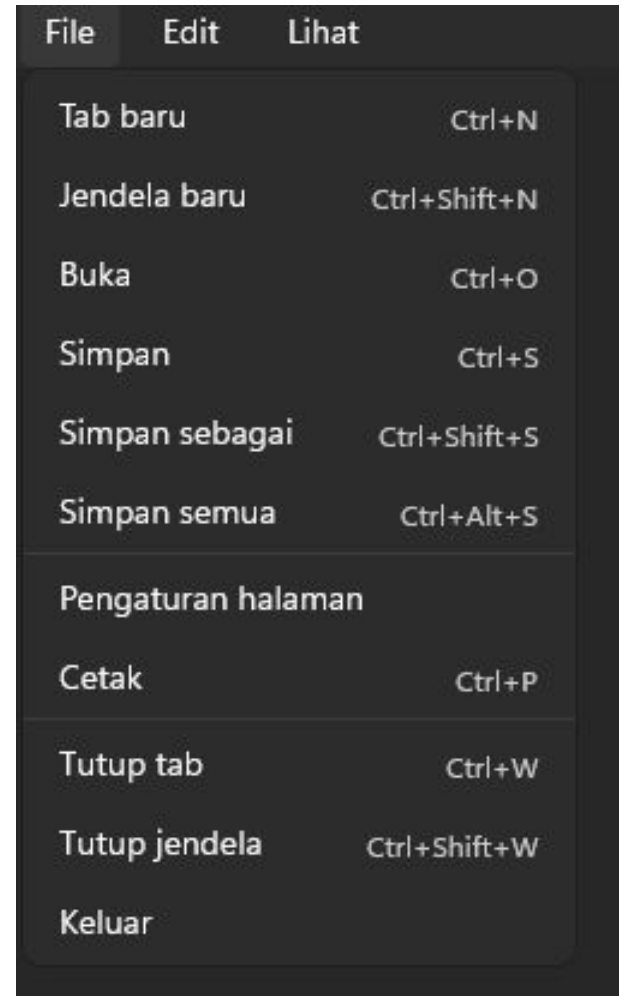 File Edit Lihat
Tab baru Ctrl+N
Jendela baru Ctrl+Shift+N
Buka Ctrl+O
Simpan Ctrl+S
Simpan sebagai Ctrl+Shift+S
Simpan semua Ctrl+Alt+S
Pengaturan halaman
Cetak Ctrl+P
Tutup tab Ctrl+W
Tutup jendela Ctrl+Shift+W
Keluar